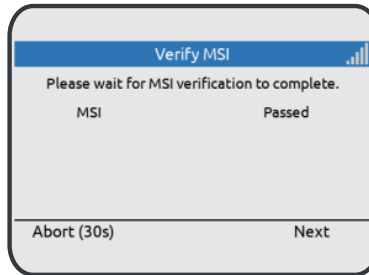 Verify MSI
Please wait for MSI verification to complete.
MSI Passed
Abort (30s) Next